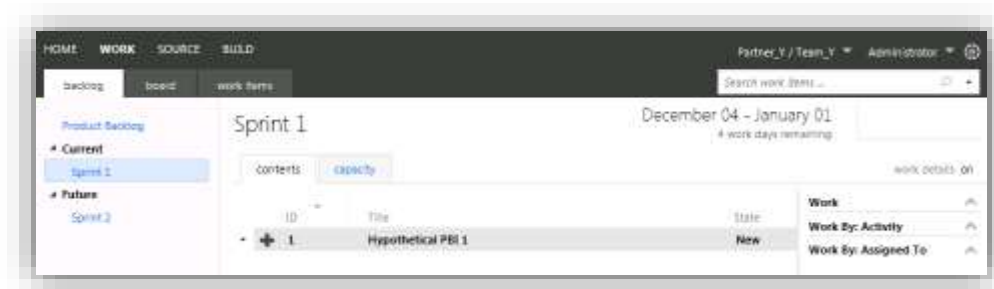 HOME WORK SOURCE BUILD
Partner_Y / Team_Y Administrator
backlog board work items
Search work items ...
Product Backlog
Current
Sprint 1
Future
Sprint 2
Sprint 1
December 04 - January 01
4 work days remaining
contents capacity
work details on
ID Title State
1 Hypothetical PBI 1 New
Work
Work By: Activity
Work By: Assigned To